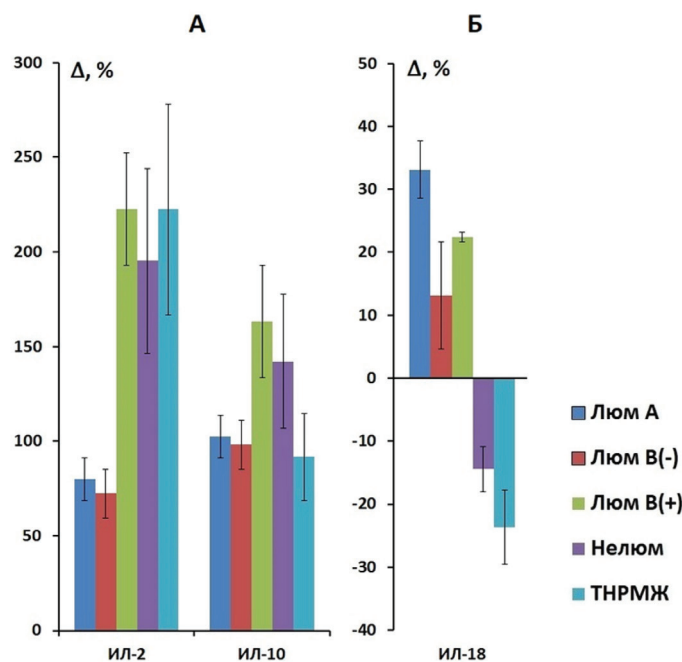 А
Б
Δ, %
300
250
200
150
100
50
0
ИЛ-2
ИЛ-10
Δ, %
50
40
30
20
10
0
-10
-20
-30
-40
ИЛ-18
Люм А
Люм В(-)
Люм В(+)
Нелюм
ТНРМЖ